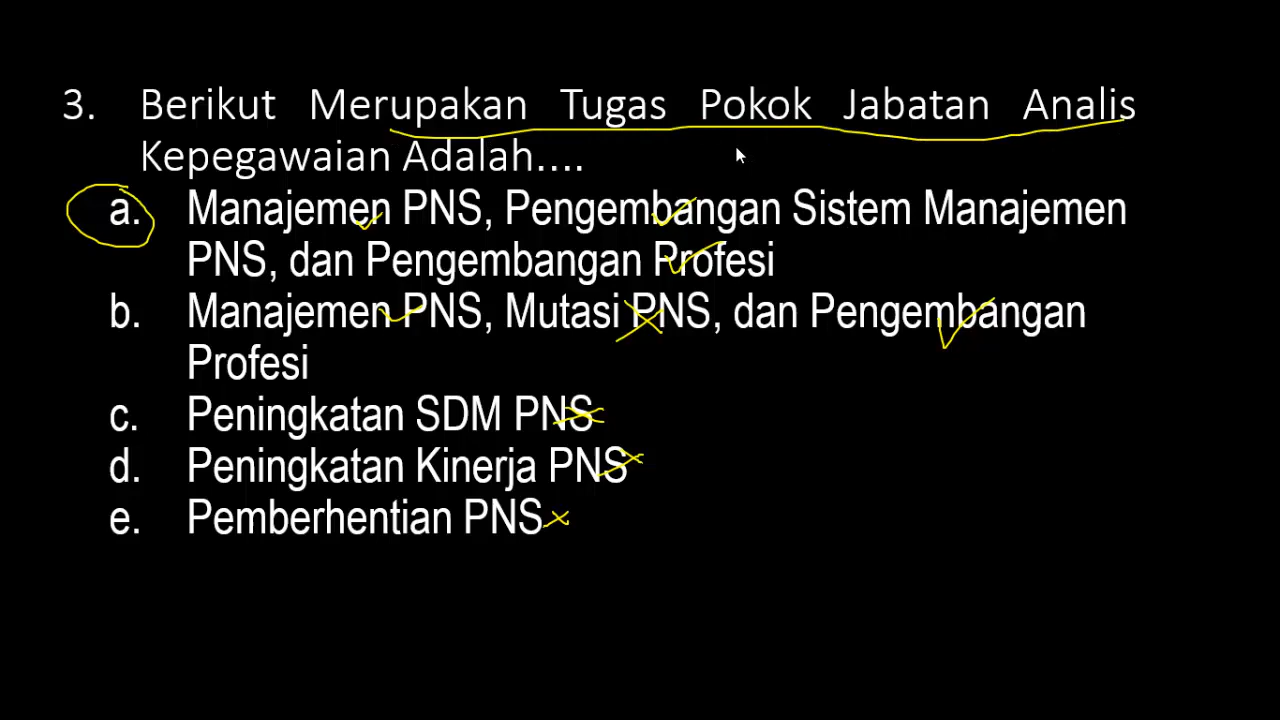 3. Berikut Merupakan Tugas Pokok Jabatan Analis
Kepegawaian Adalah....
a. Manajemen PNS, Pengembangan Sistem Manajemen
PNS, dan Pengembangan Profesi
b. Manajemen PNS, Mutasi PNS, dan Pengembangan
Profesi
c. Peningkatan SDM PNS
d. Peningkatan Kinerja PNS
e. Pemberhentian PNS